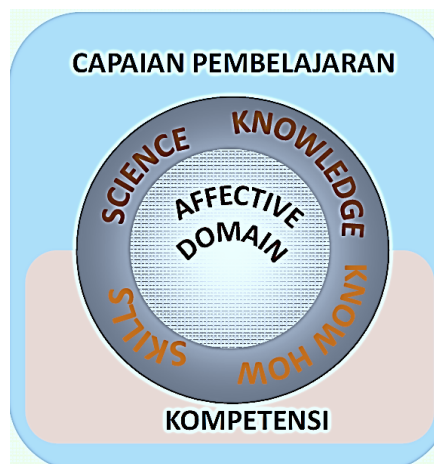 CAPAIAN PEMBELAJARAN
SCIENCE
KNOWLEDGE
AFFECTIVE
DOMAIN
SKILLS
KNOW HOW
KOMPETENSI